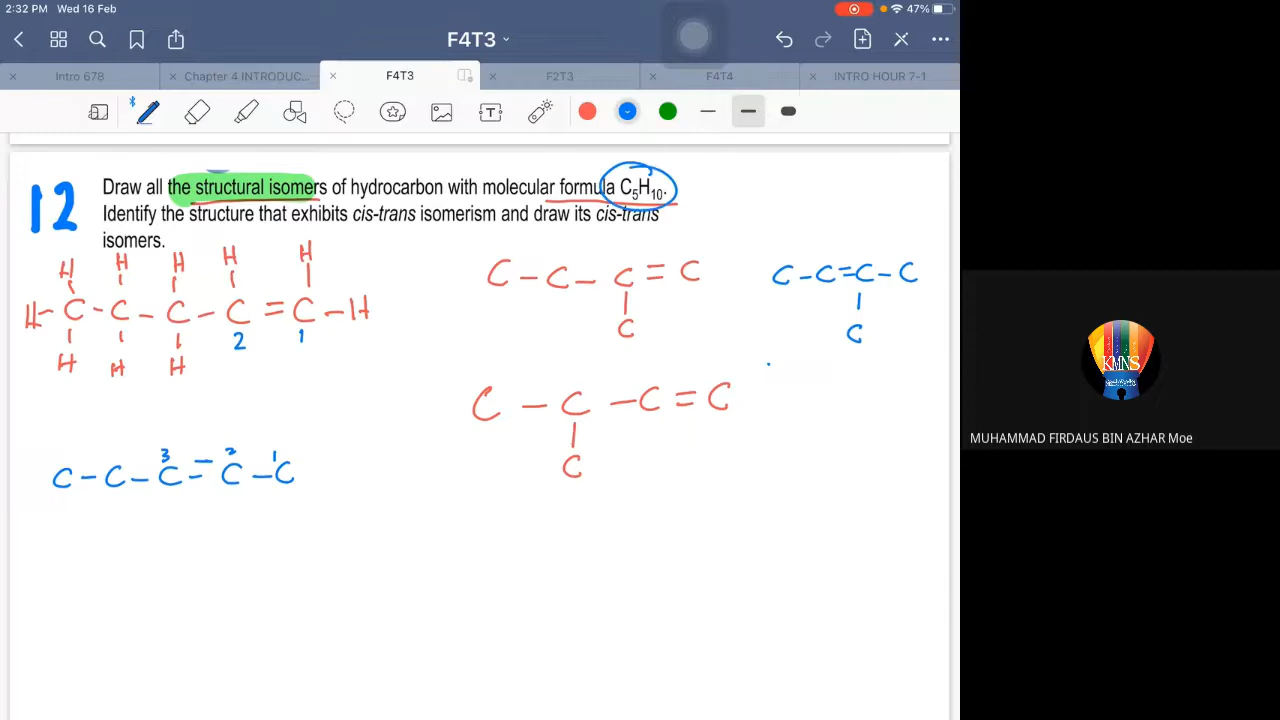 2:32 PM Wed 16 Feb
47%
F4T3
Intro 678
Chapter 4 INTRODUC...
F4T3
F2T3
F4T4
INTRO HOUR 7-1
12
Draw all the structural isomers of hydrocarbon with molecular formula C₅H₁₀.
Identify the structure that exhibits cis-trans isomerism and draw its cis-trans
isomers.
H H H H H
H-C-C-C-C=C-H
2 1
H H H
C-C-C=C
C
C-C=C-C
C
C-C-C=C
C
3 2 1
C-C-C=C-C
KMNS
MUHAMMAD FIRDAUS BIN AZHAR Moe